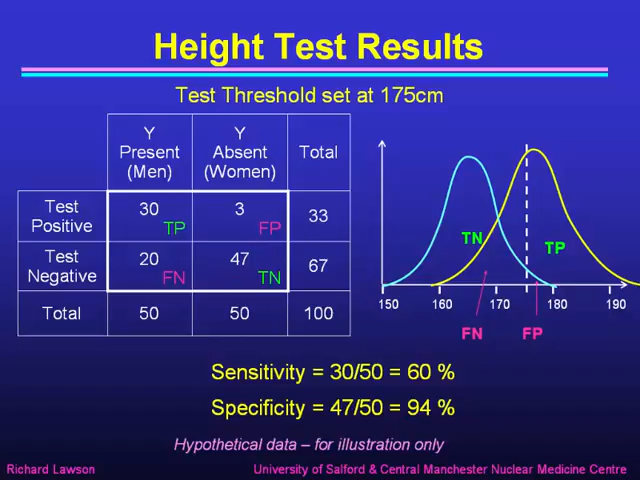 Height Test Results
Test Threshold set at 175cm
Y Present (Men) Y Absent (Women) Total
Test Positive 30 TP 3 FP 33
Test Negative 20 FN 47 TN 67
Total 50 50 100
TN TP
150 160 170 180 190
FN FP
Sensitivity = 30/50 = 60 %
Specificity = 47/50 = 94 %
Hypothetical data – for illustration only
Richard Lawson University of Salford & Central Manchester Nuclear Medicine Centre